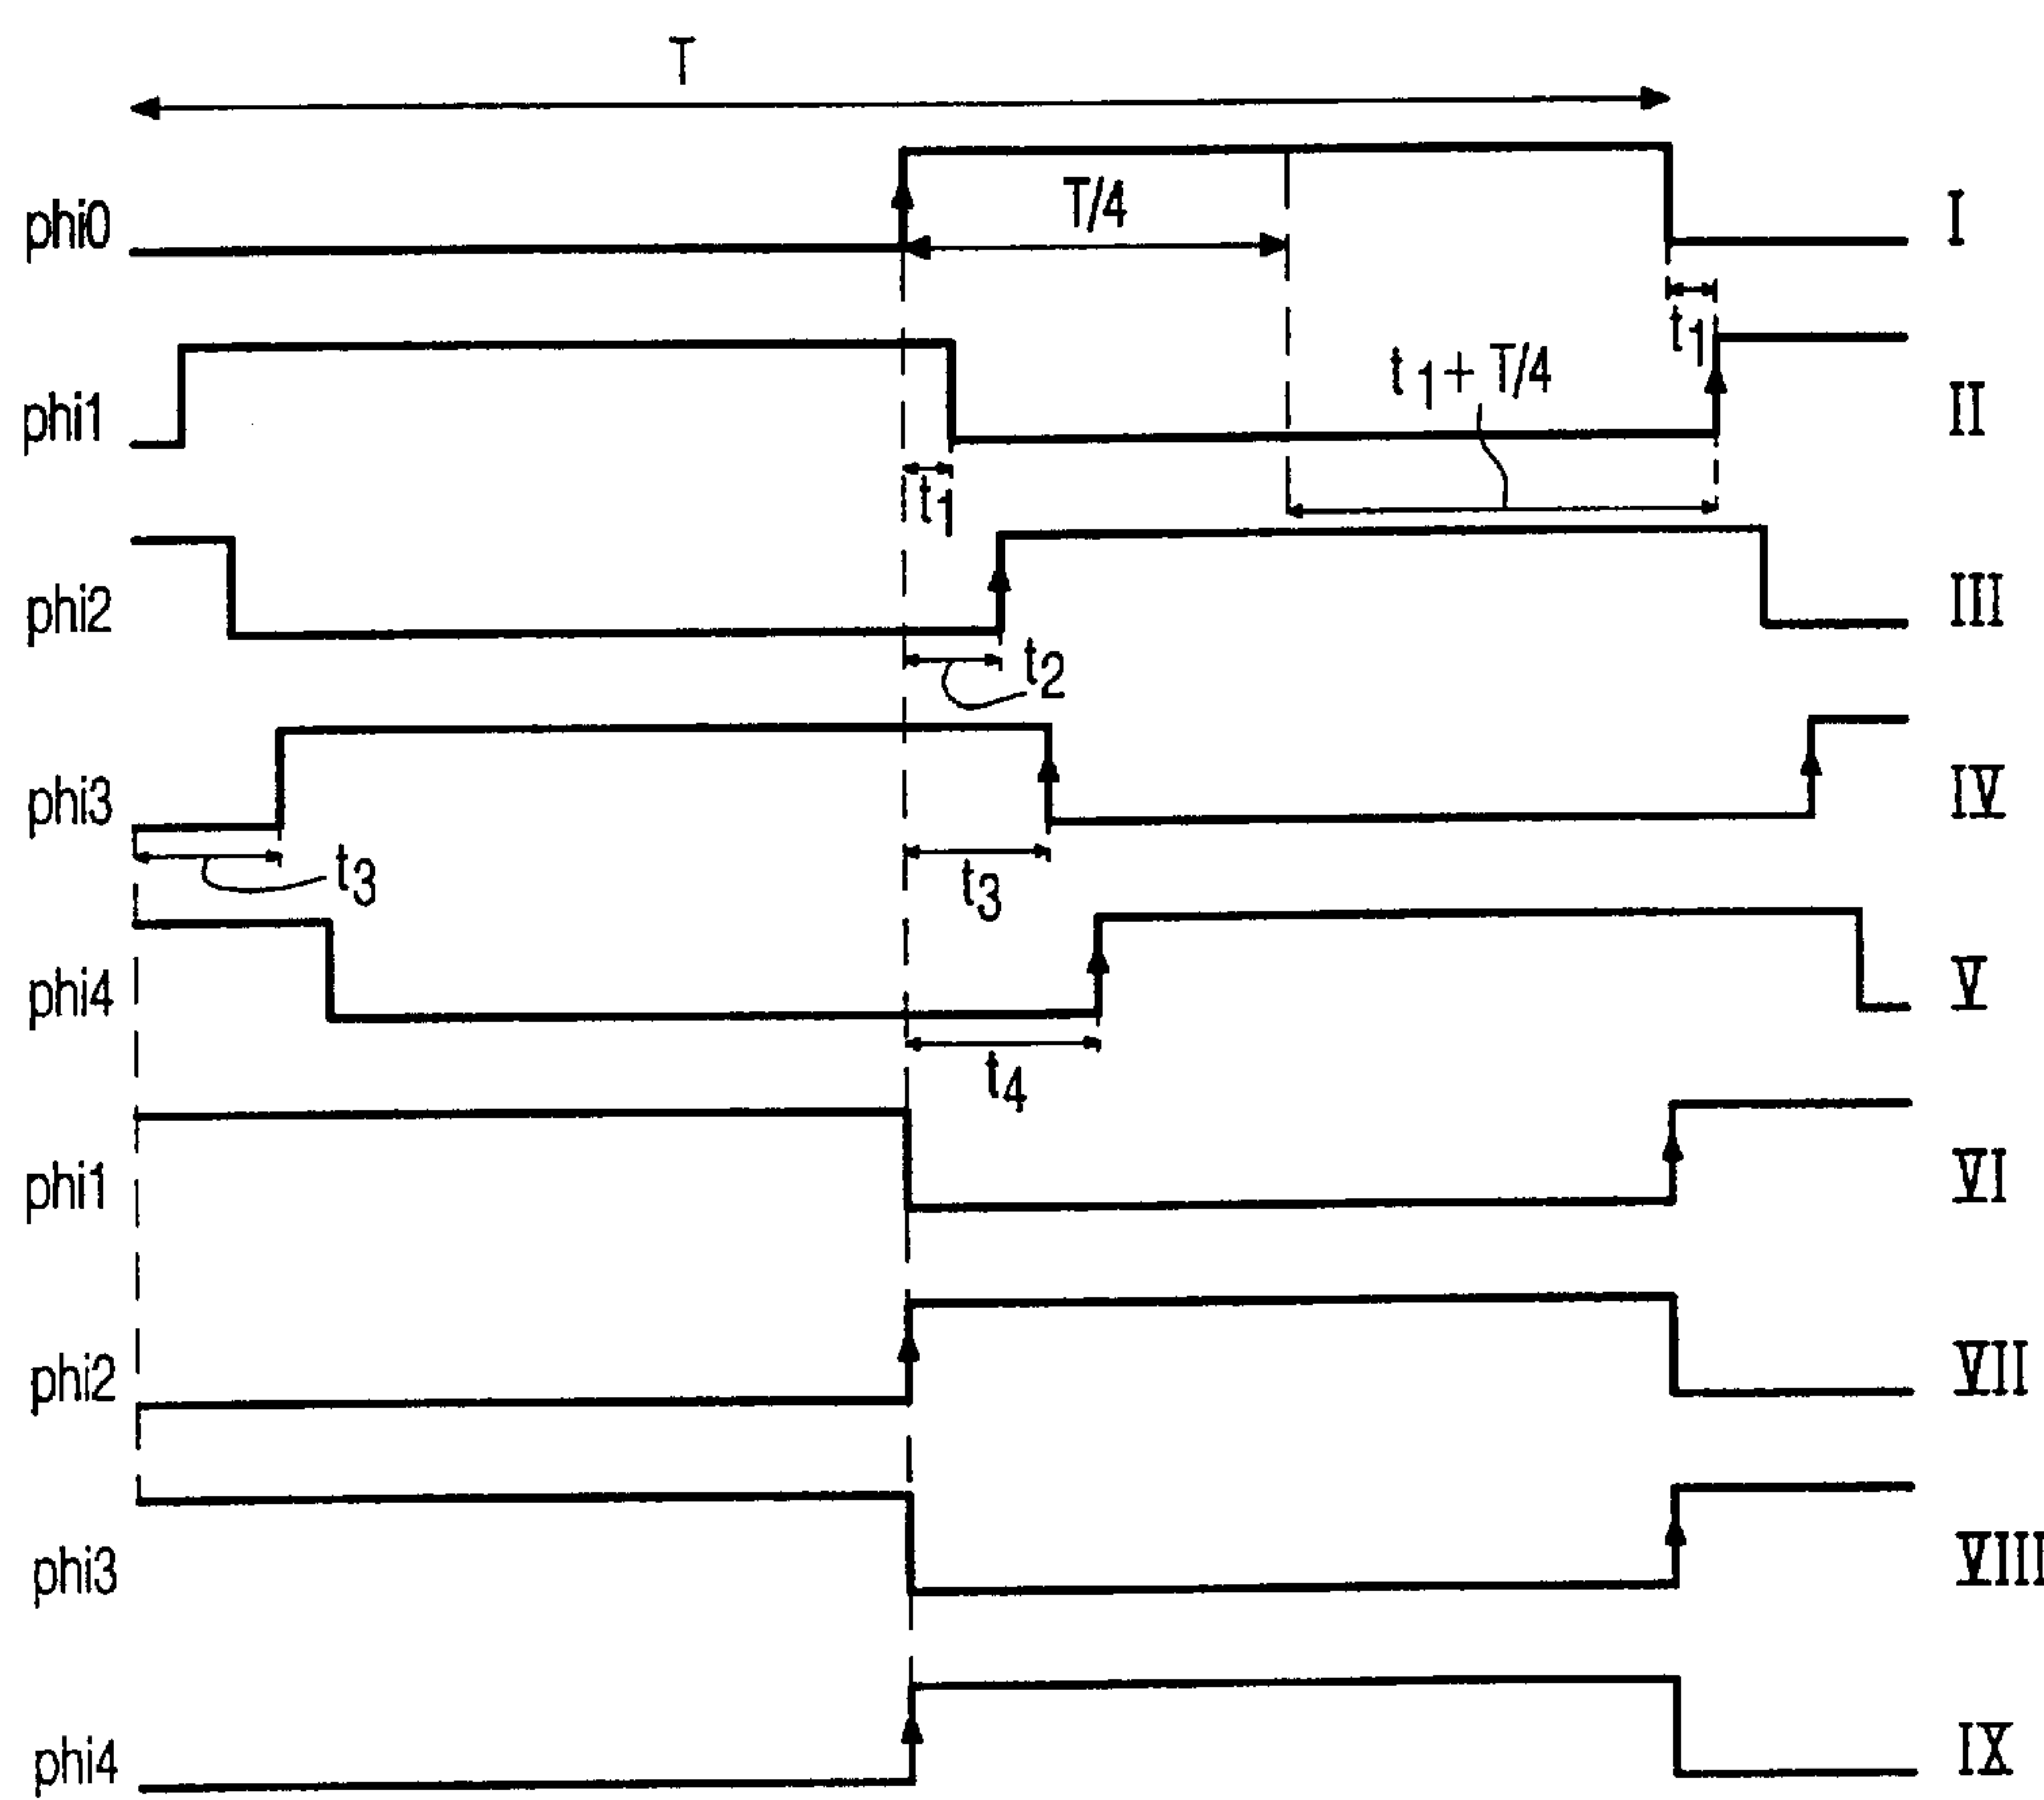 T
phi0 T/4 I
t1
phi1 t1 + T/4 II
t1
phi2 III
t2
phi3 IV
t3 t3
phi4 V
t4
phi1 VI
phi2 VII
phi3 VIII
phi4 IX